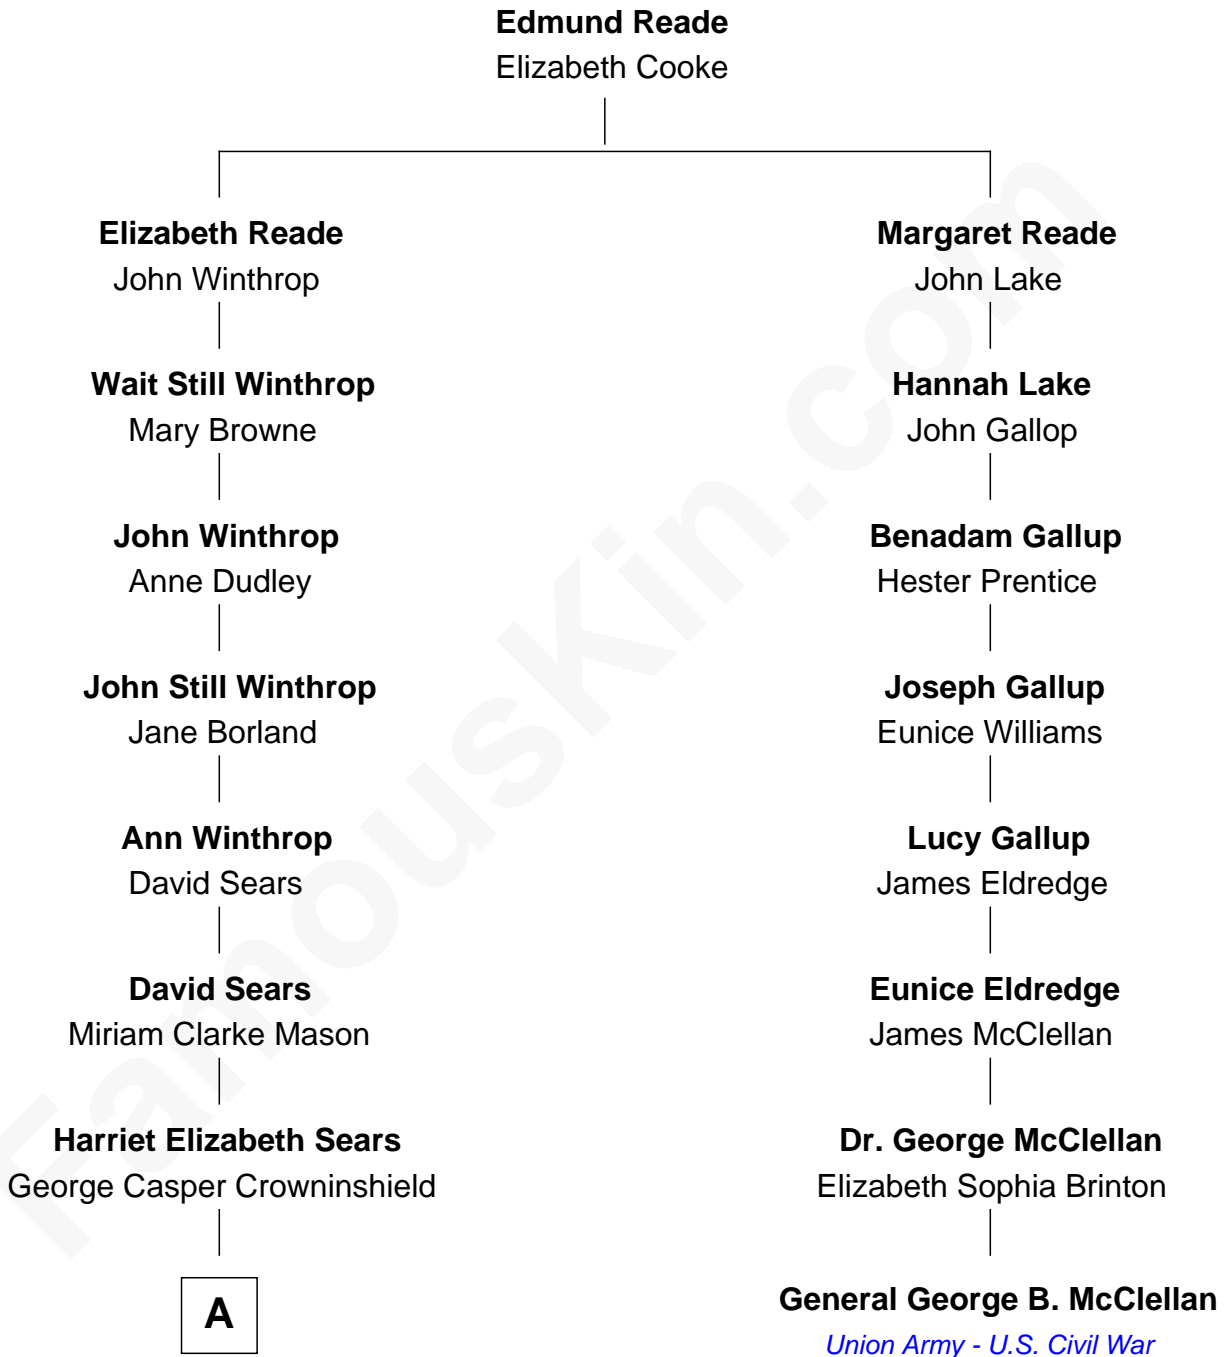 Edmund Reade
Elizabeth Cooke
Elizabeth Reade
John Winthrop
Margaret Reade
John Lake
Wait Still Winthrop
Mary Browne
Hannah Lake
John Gallop
John Winthrop
Anne Dudley
Benadam Gallup
Hester Prentice
John Still Winthrop
Jane Borland
Joseph Gallup
Eunice Williams
Ann Winthrop
David Sears
Lucy Gallup
James Eldredge
David Sears
Miriam Clarke Mason
Eunice Eldredge
James McClellan
Harriet Elizabeth Sears
George Casper Crowninshield
Dr. George McClellan
Elizabeth Sophia Brinton
A
General George B. McClellan
Union Army - U.S. Civil War
FamousKin.com